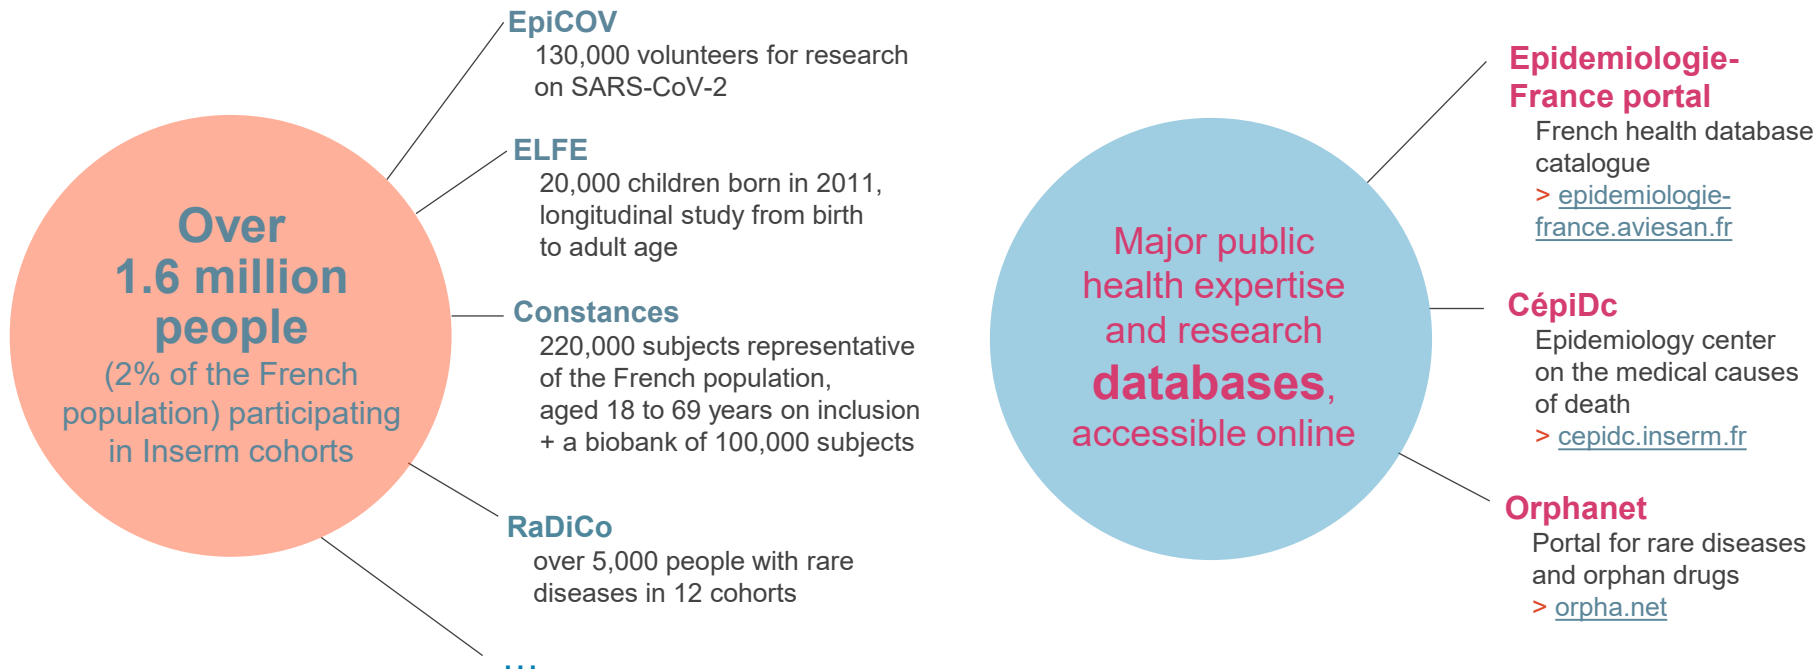 Over
1.6 million
people
(2% of the French
population) participating
in Inserm cohorts
EpiCOV
130,000 volunteers for research
on SARS-CoV-2
ELFE
20,000 children born in 2011,
longitudinal study from birth
to adult age
Constances
220,000 subjects representative
of the French population,
aged 18 to 69 years on inclusion
+ a biobank of 100,000 subjects
RaDiCo
over 5,000 people with rare
diseases in 12 cohorts
...
Major public
health expertise
and research
databases,
accessible online
Epidemiologie-
France portal
French health database
catalogue
> epidemiologie-
france.aviesan.fr
CépiDc
Epidemiology center
on the medical causes
of death
> cepidc.inserm.fr
Orphanet
Portal for rare diseases
and orphan drugs
> orpha.net